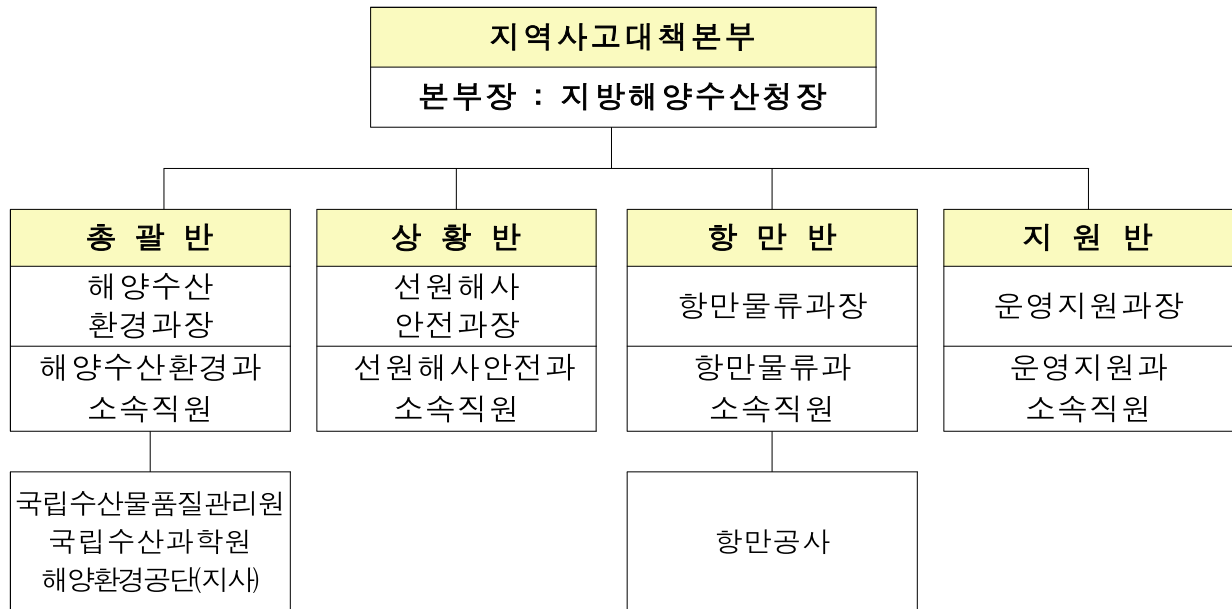 지역사고대책본부
본부장 : 지방해양수산청장
총 괄 반
해양수산
환경과장
해양수산환경과
소속직원
국립수산물품질관리원
국립수산과학원
해양환경공단(지사)
상 황 반
선원해사
안전과장
선원해사안전과
소속직원
항 만 반
항만물류과장
항만물류과
소속직원
항만공사
지 원 반
운영지원과장
운영지원과
소속직원